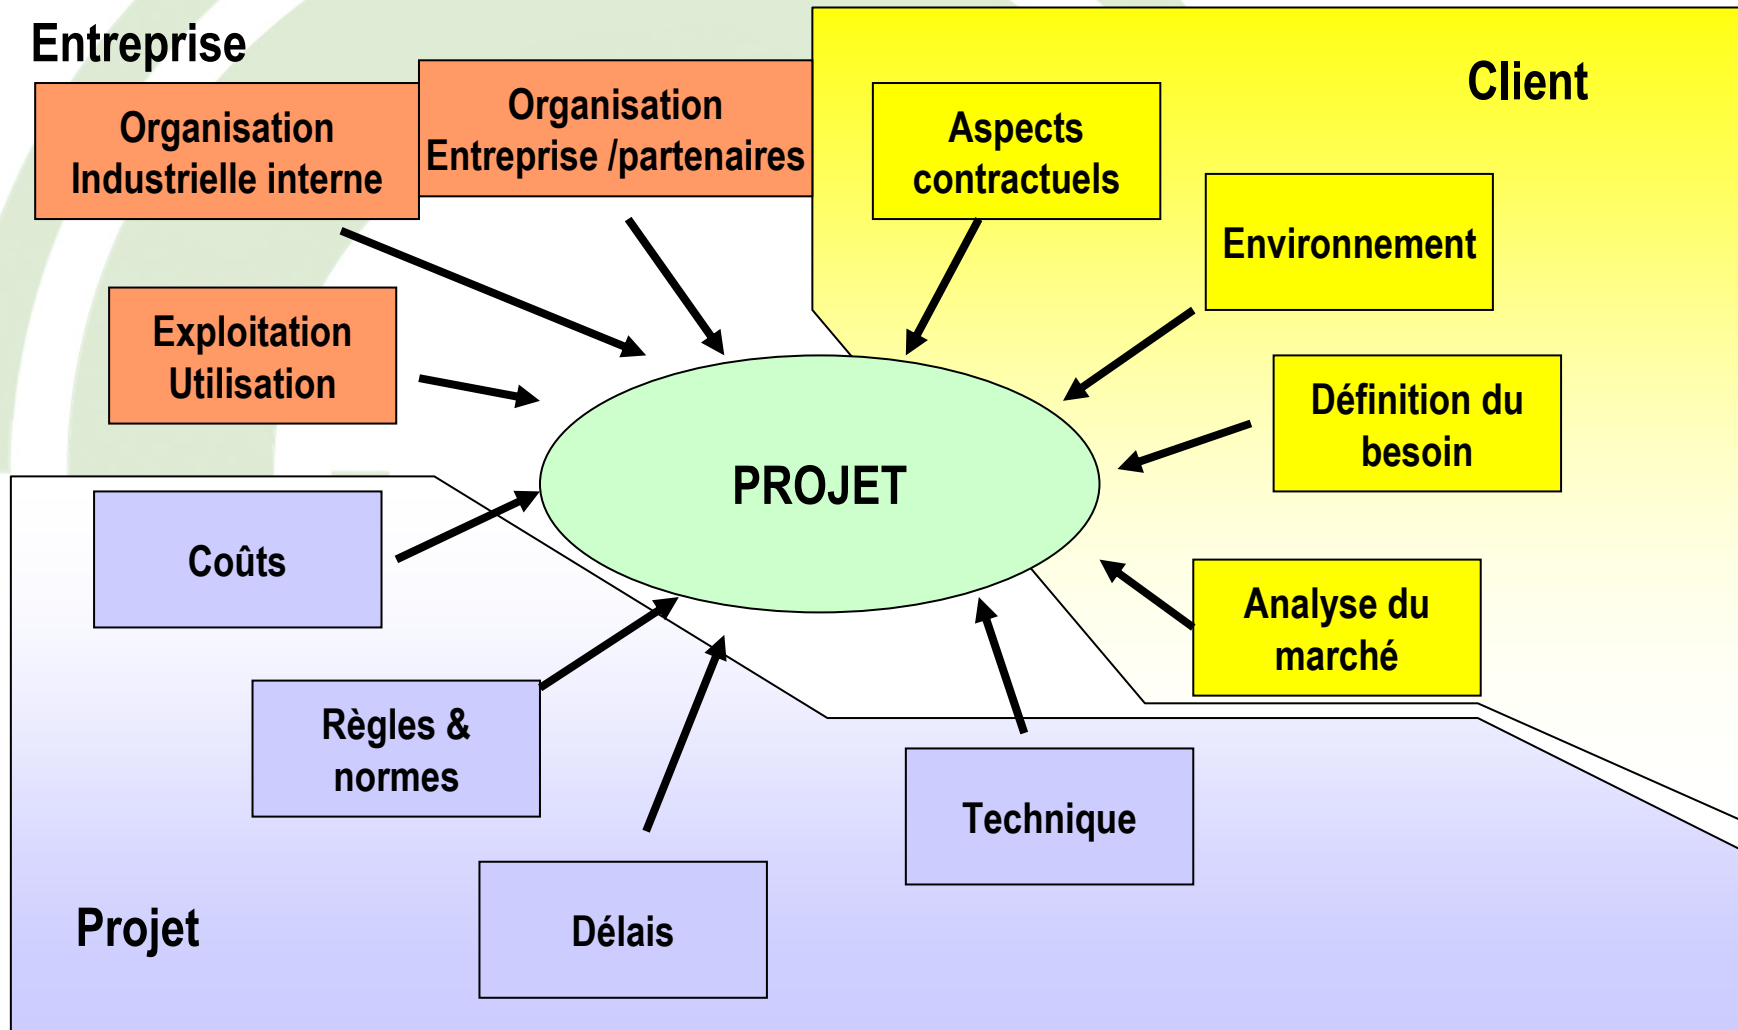 Entreprise
Client
Organisation
Industrielle interne
Organisation
Entreprise /partenaires
Aspects
contractuels
Environnement
Exploitation
Utilisation
Définition du
besoin
PROJET
Coûts
Analyse du
marché
Règles &
normes
Technique
Délais
Projet